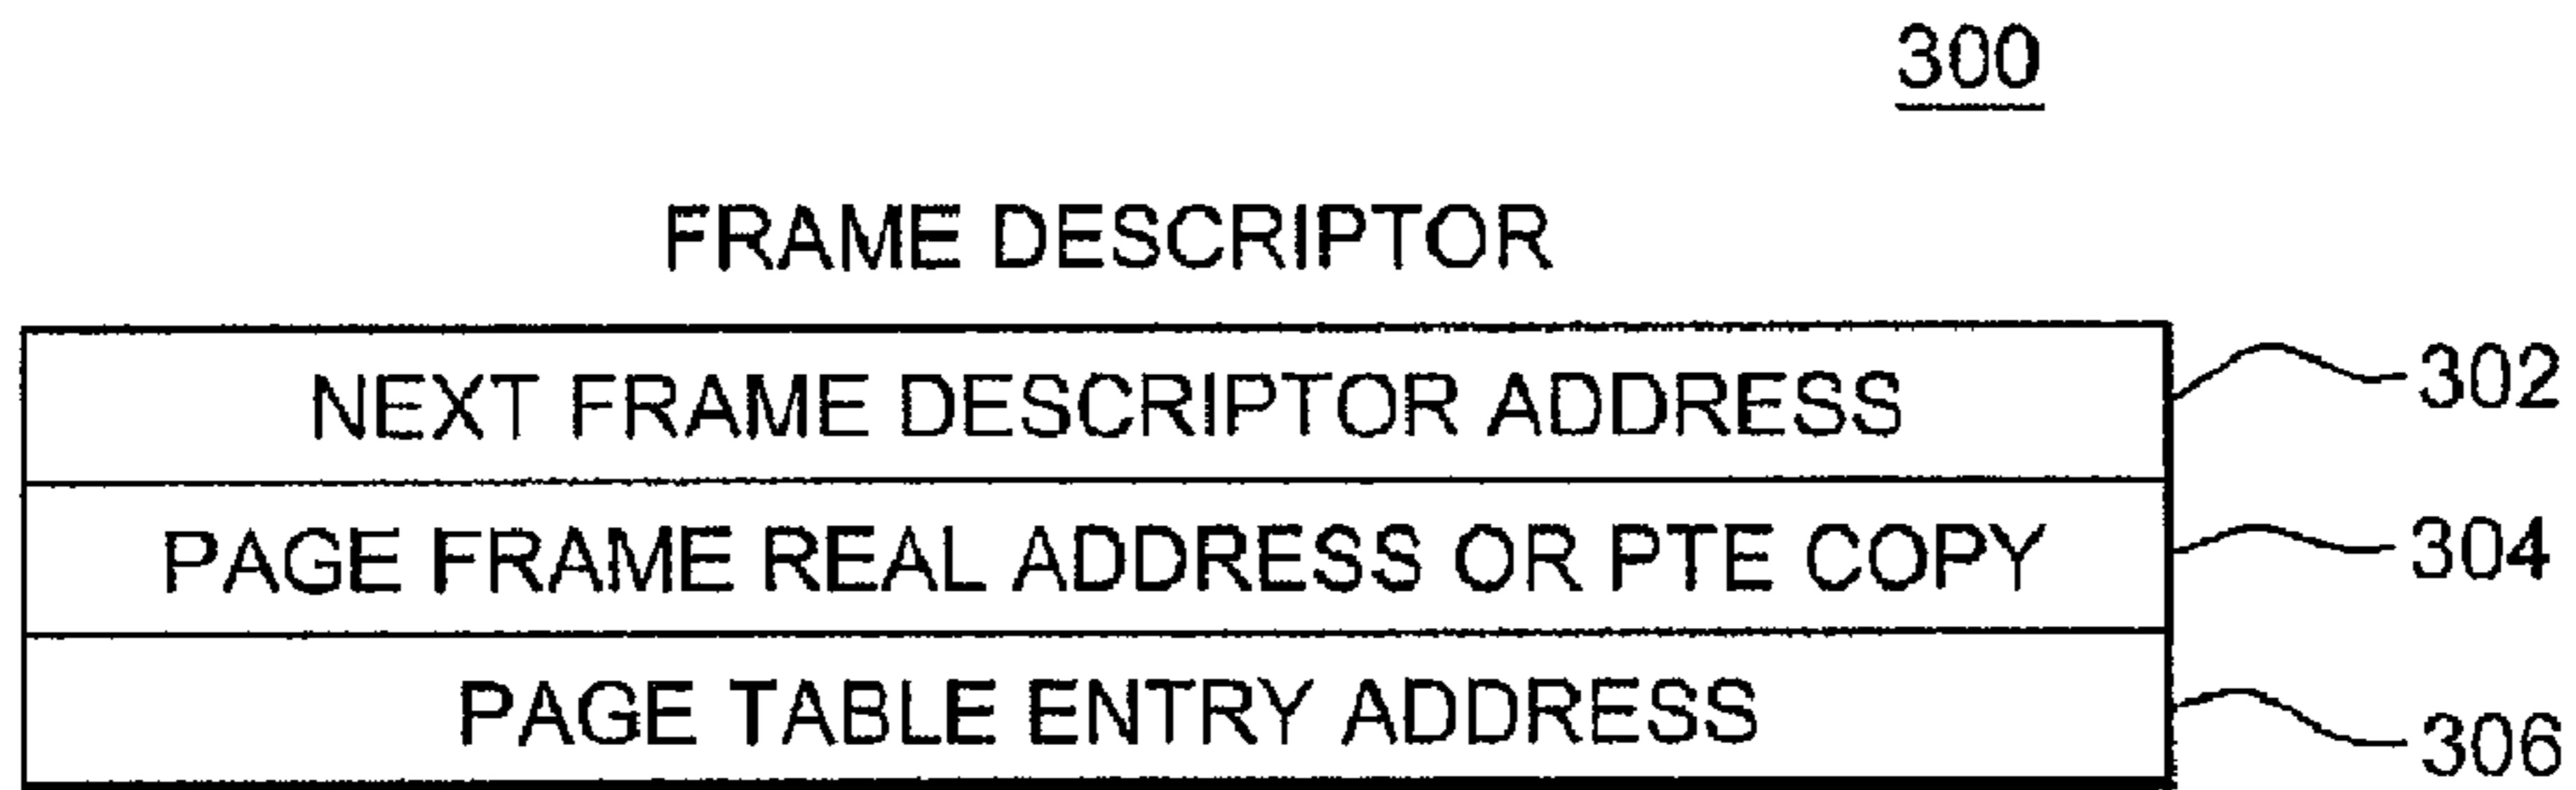 300
FRAME DESCRIPTOR
NEXT FRAME DESCRIPTOR ADDRESS
302
PAGE FRAME REAL ADDRESS OR PTE COPY
304
PAGE TABLE ENTRY ADDRESS
306